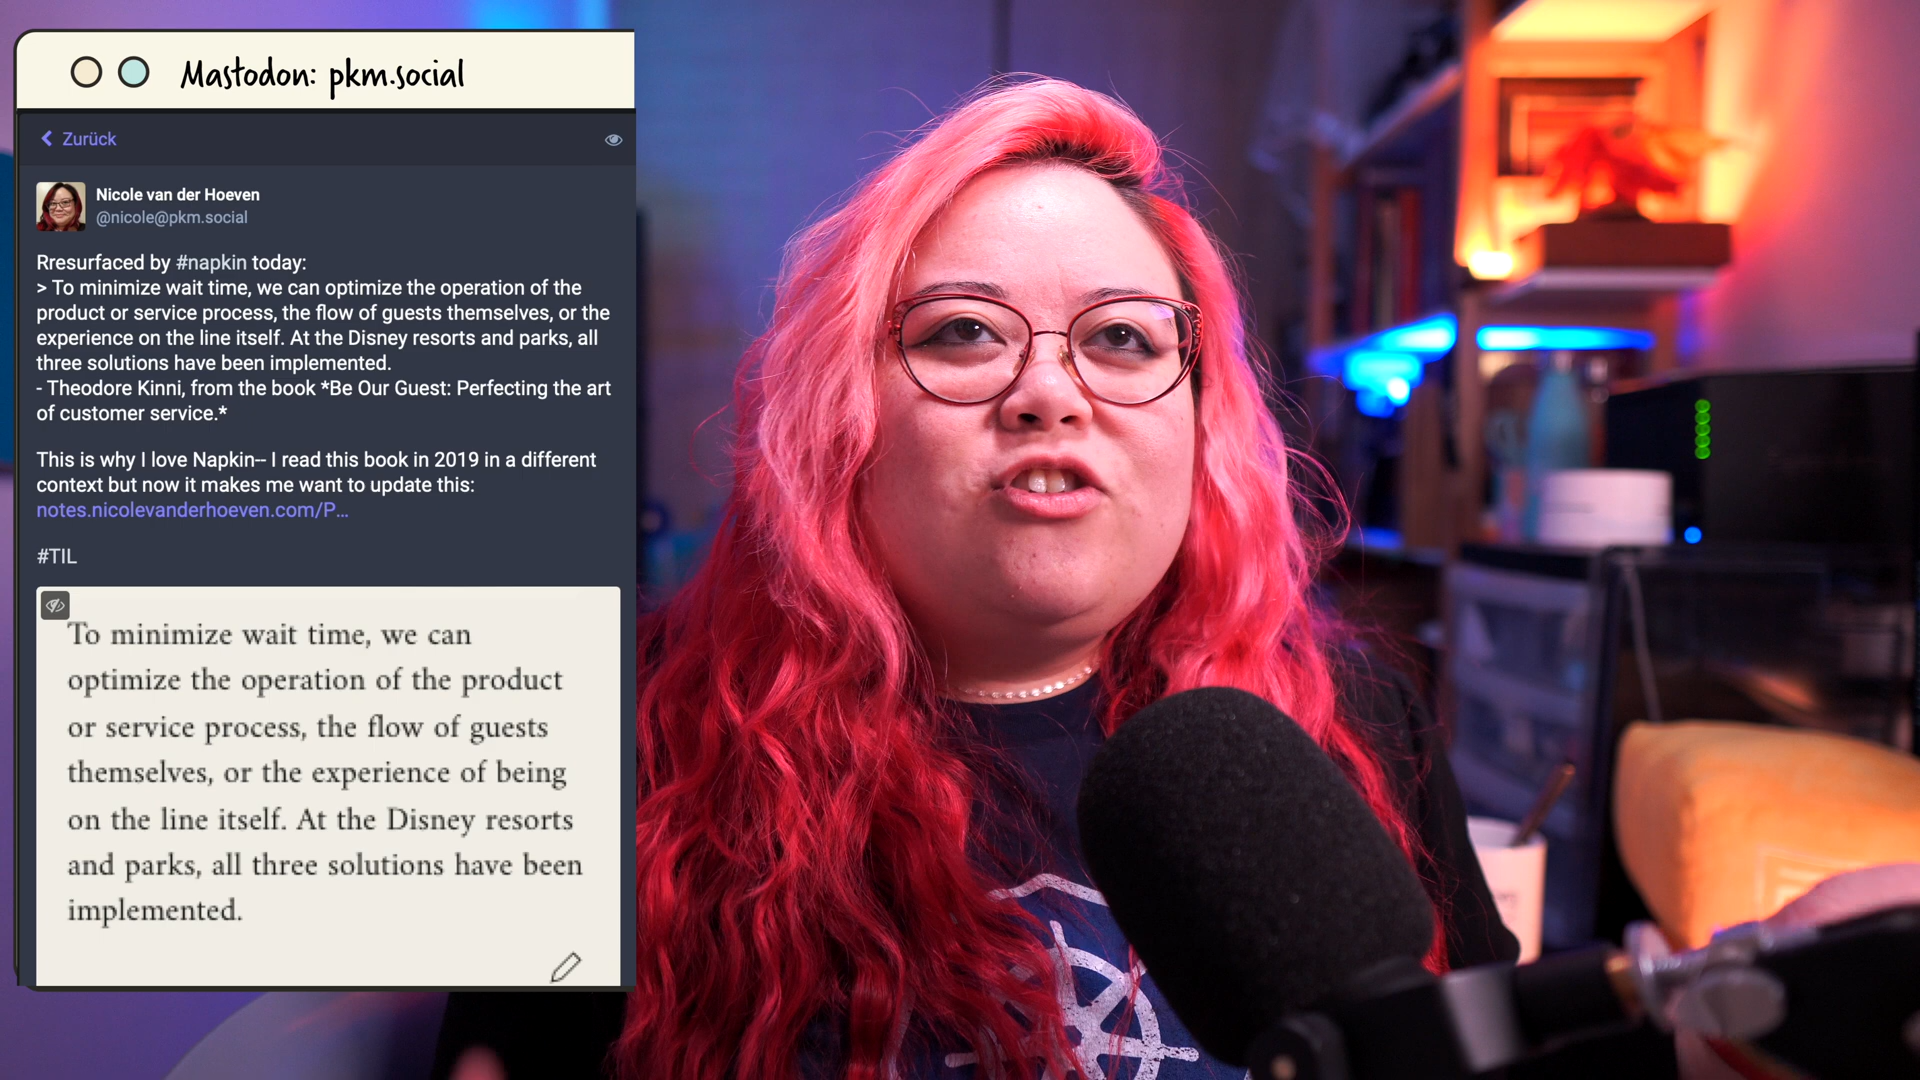 Mastodon: pkm.social
Zurück
Nicole van der Hoeven
@nicole@pkm.social
Rresurfaced by #napkin today:
> To minimize wait time, we can optimize the operation of the
product or service process, the flow of guests themselves, or the
experience on the line itself. At the Disney resorts and parks, all
three solutions have been implemented.
- Theodore Kinni, from the book *Be Our Guest: Perfecting the art
of customer service.*
This is why I love Napkin-- I read this book in 2019 in a different
context but now it makes me want to update this:
notes.nicolevanderhoeven.com/P...
#TIL
To minimize wait time, we can
optimize the operation of the product
or service process, the flow of guests
themselves, or the experience of being
on the line itself. At the Disney resorts
and parks, all three solutions have been
implemented.